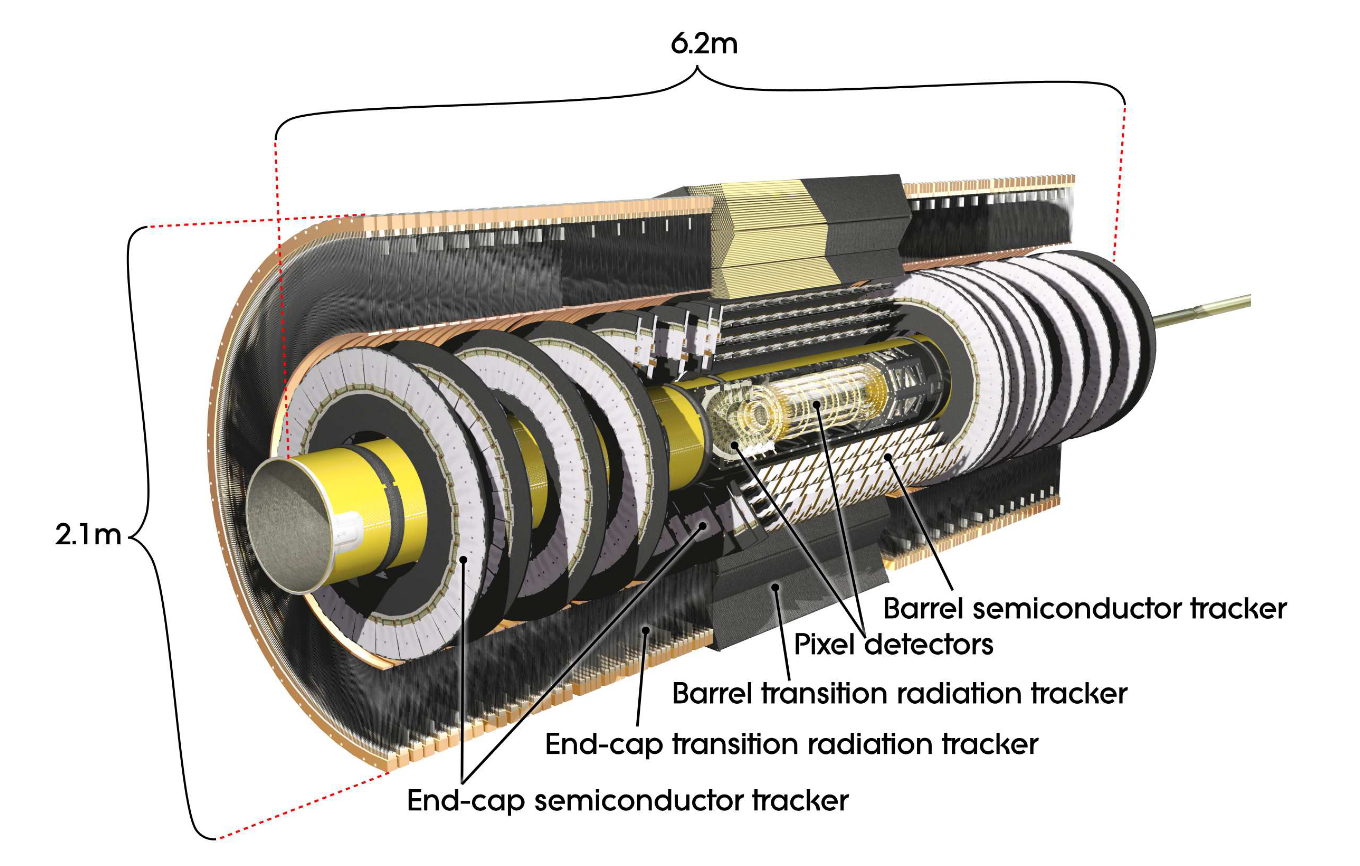 6.2m
2.1m
Barrel semiconductor tracker
Pixel detectors
Barrel transition radiation tracker
End-cap transition radiation tracker
End-cap semiconductor tracker